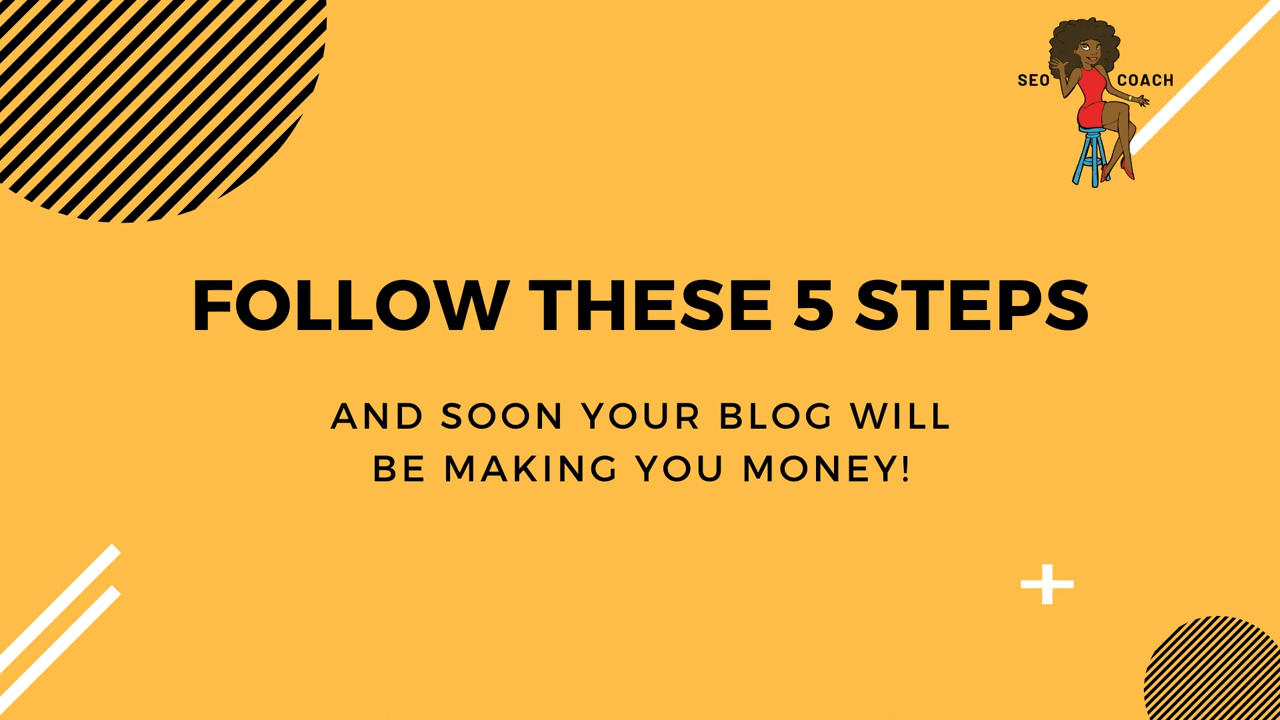 SEO COACH
FOLLOW THESE 5 STEPS
AND SOON YOUR BLOG WILL
BE MAKING YOU MONEY!